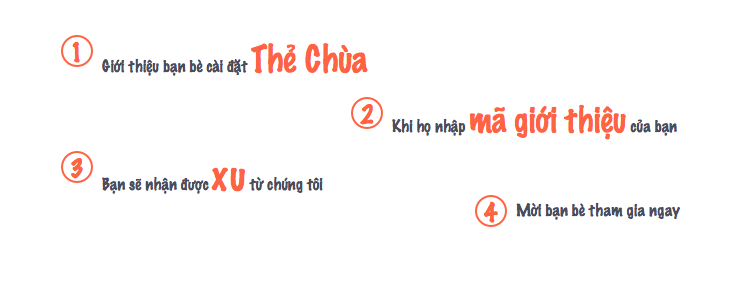 1 Giới thiệu bạn bè cài đặt Thẻ Chùa
2 Khi họ nhập mã giới thiệu của bạn
3 Bạn sẽ nhận được XU từ chúng tôi
4 Mời bạn bè tham gia ngay